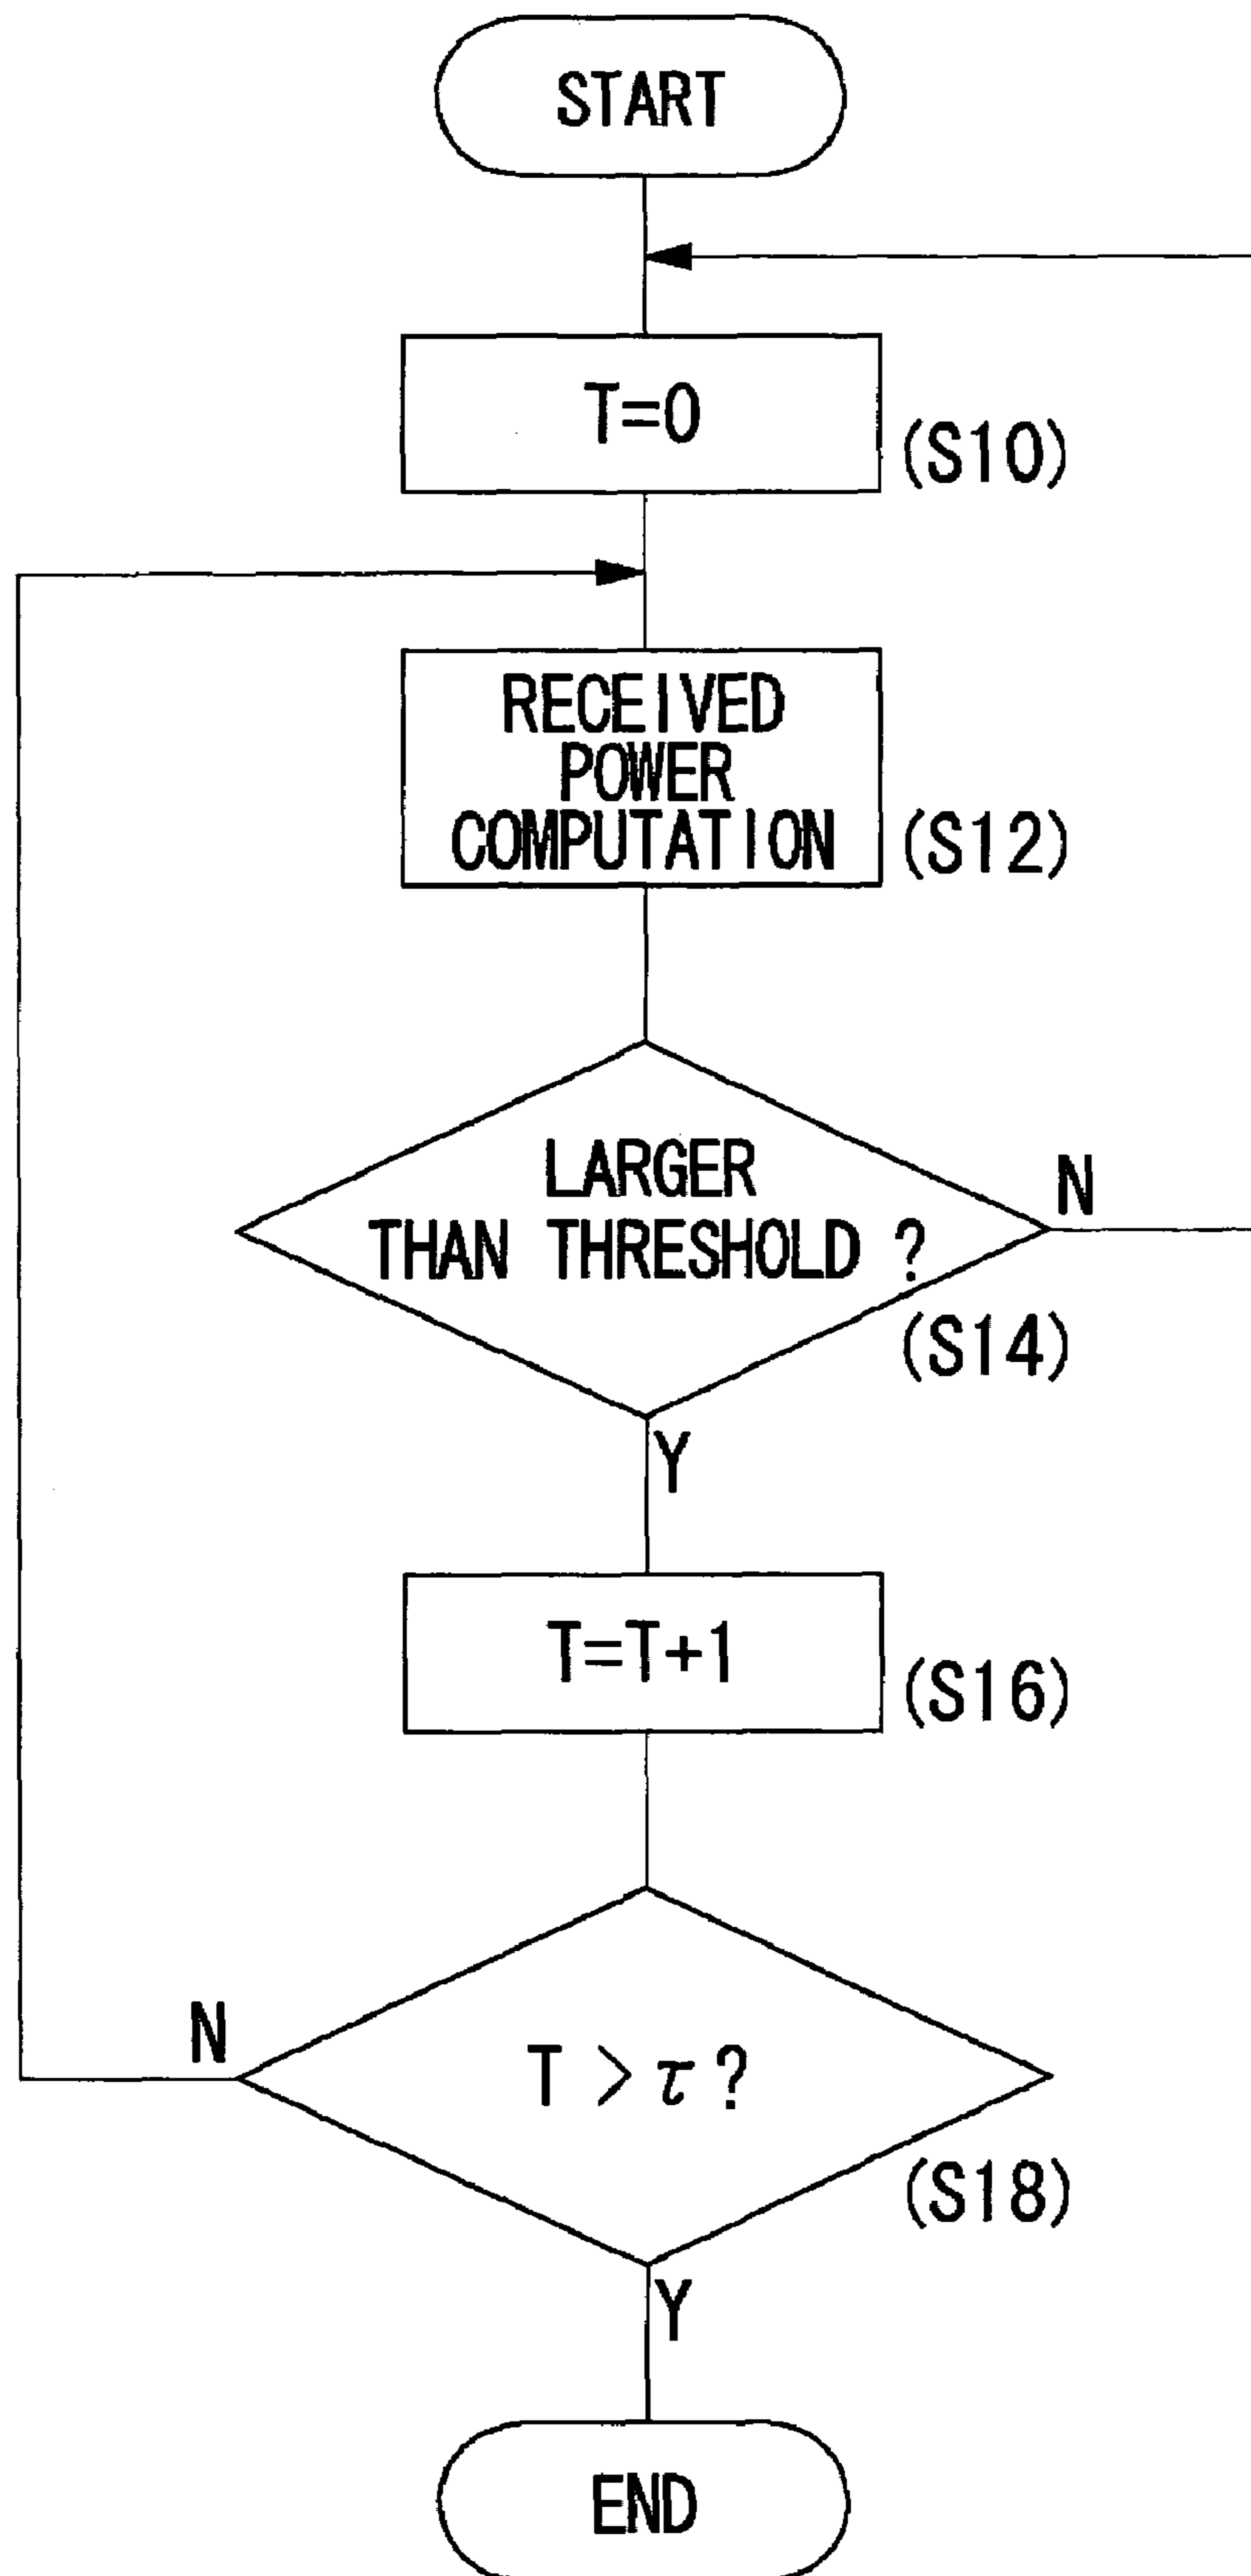 START
T=0
(S10)
RECEIVED
POWER
COMPUTATION
(S12)
LARGER
THAN THRESHOLD ?
N
(S14)
Y
T=T+1
(S16)
N
T > τ ?
(S18)
Y
END